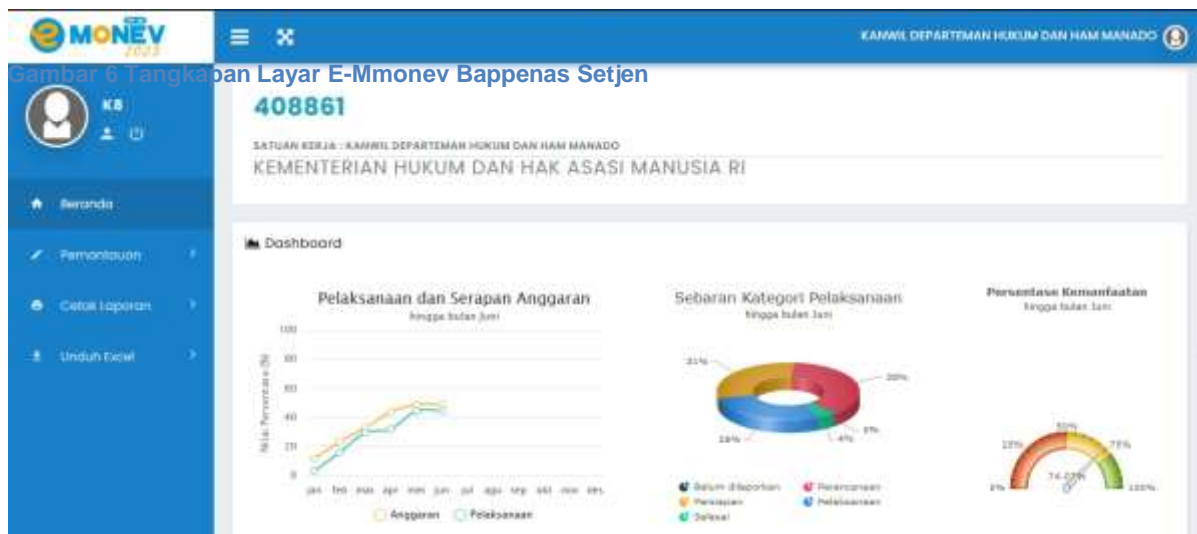 e MONEV
2023
KANWIL DEPARTEMAN HUKUM DAN HAM MANADO
Gambar 6 Tangkapan Layar E-Mmonev Bappenas Setjen
KB
408861
SATUAN KERJA : KANWIL DEPARTEMAN HUKUM DAN HAM MANADO
KEMENTERIAN HUKUM DAN HAK ASASI MANUSIA RI
Beranda
Pemantauan
Cetak Laporan
Unduh Excel
Dashboard
Pelaksanaan dan Serapan Anggaran
hingga bulan Juni
Nilai Persentase (%)
100
80
60
40
20
0
jan feb mar apr mei jun jul agu sep okt nov des
Anggaran Pelaksanaan
Sebaran Kategori Pelaksanaan
hingga bulan Juni
0%
4%
Belum dilaporkan Perencanaan
Persiapan Pelaksanaan
Selesai
Persentase Kemanfaatan
hingga bulan Juni
0% 25% 50% 75% 100%